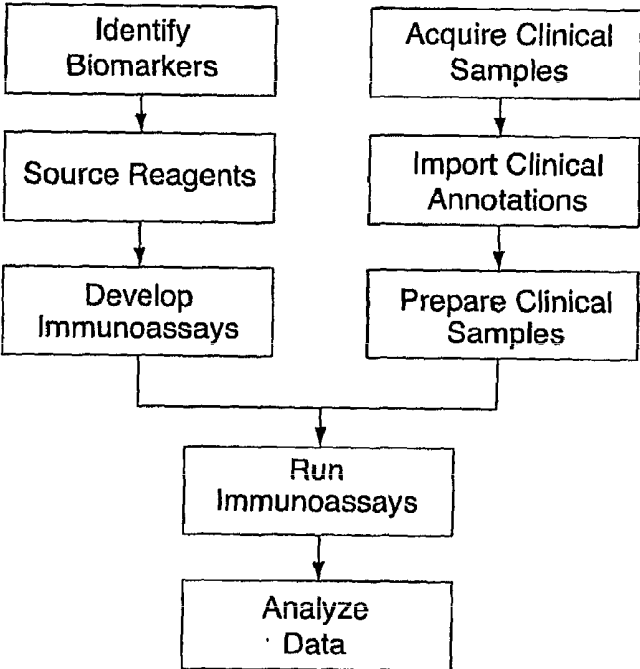 Identify
Biomarkers
Acquire Clinical
Samples
Source Reagents
Import Clinical
Annotations
Develop
Immunoassays
Prepare Clinical
Samples
Run
Immunoassays
Analyze
Data